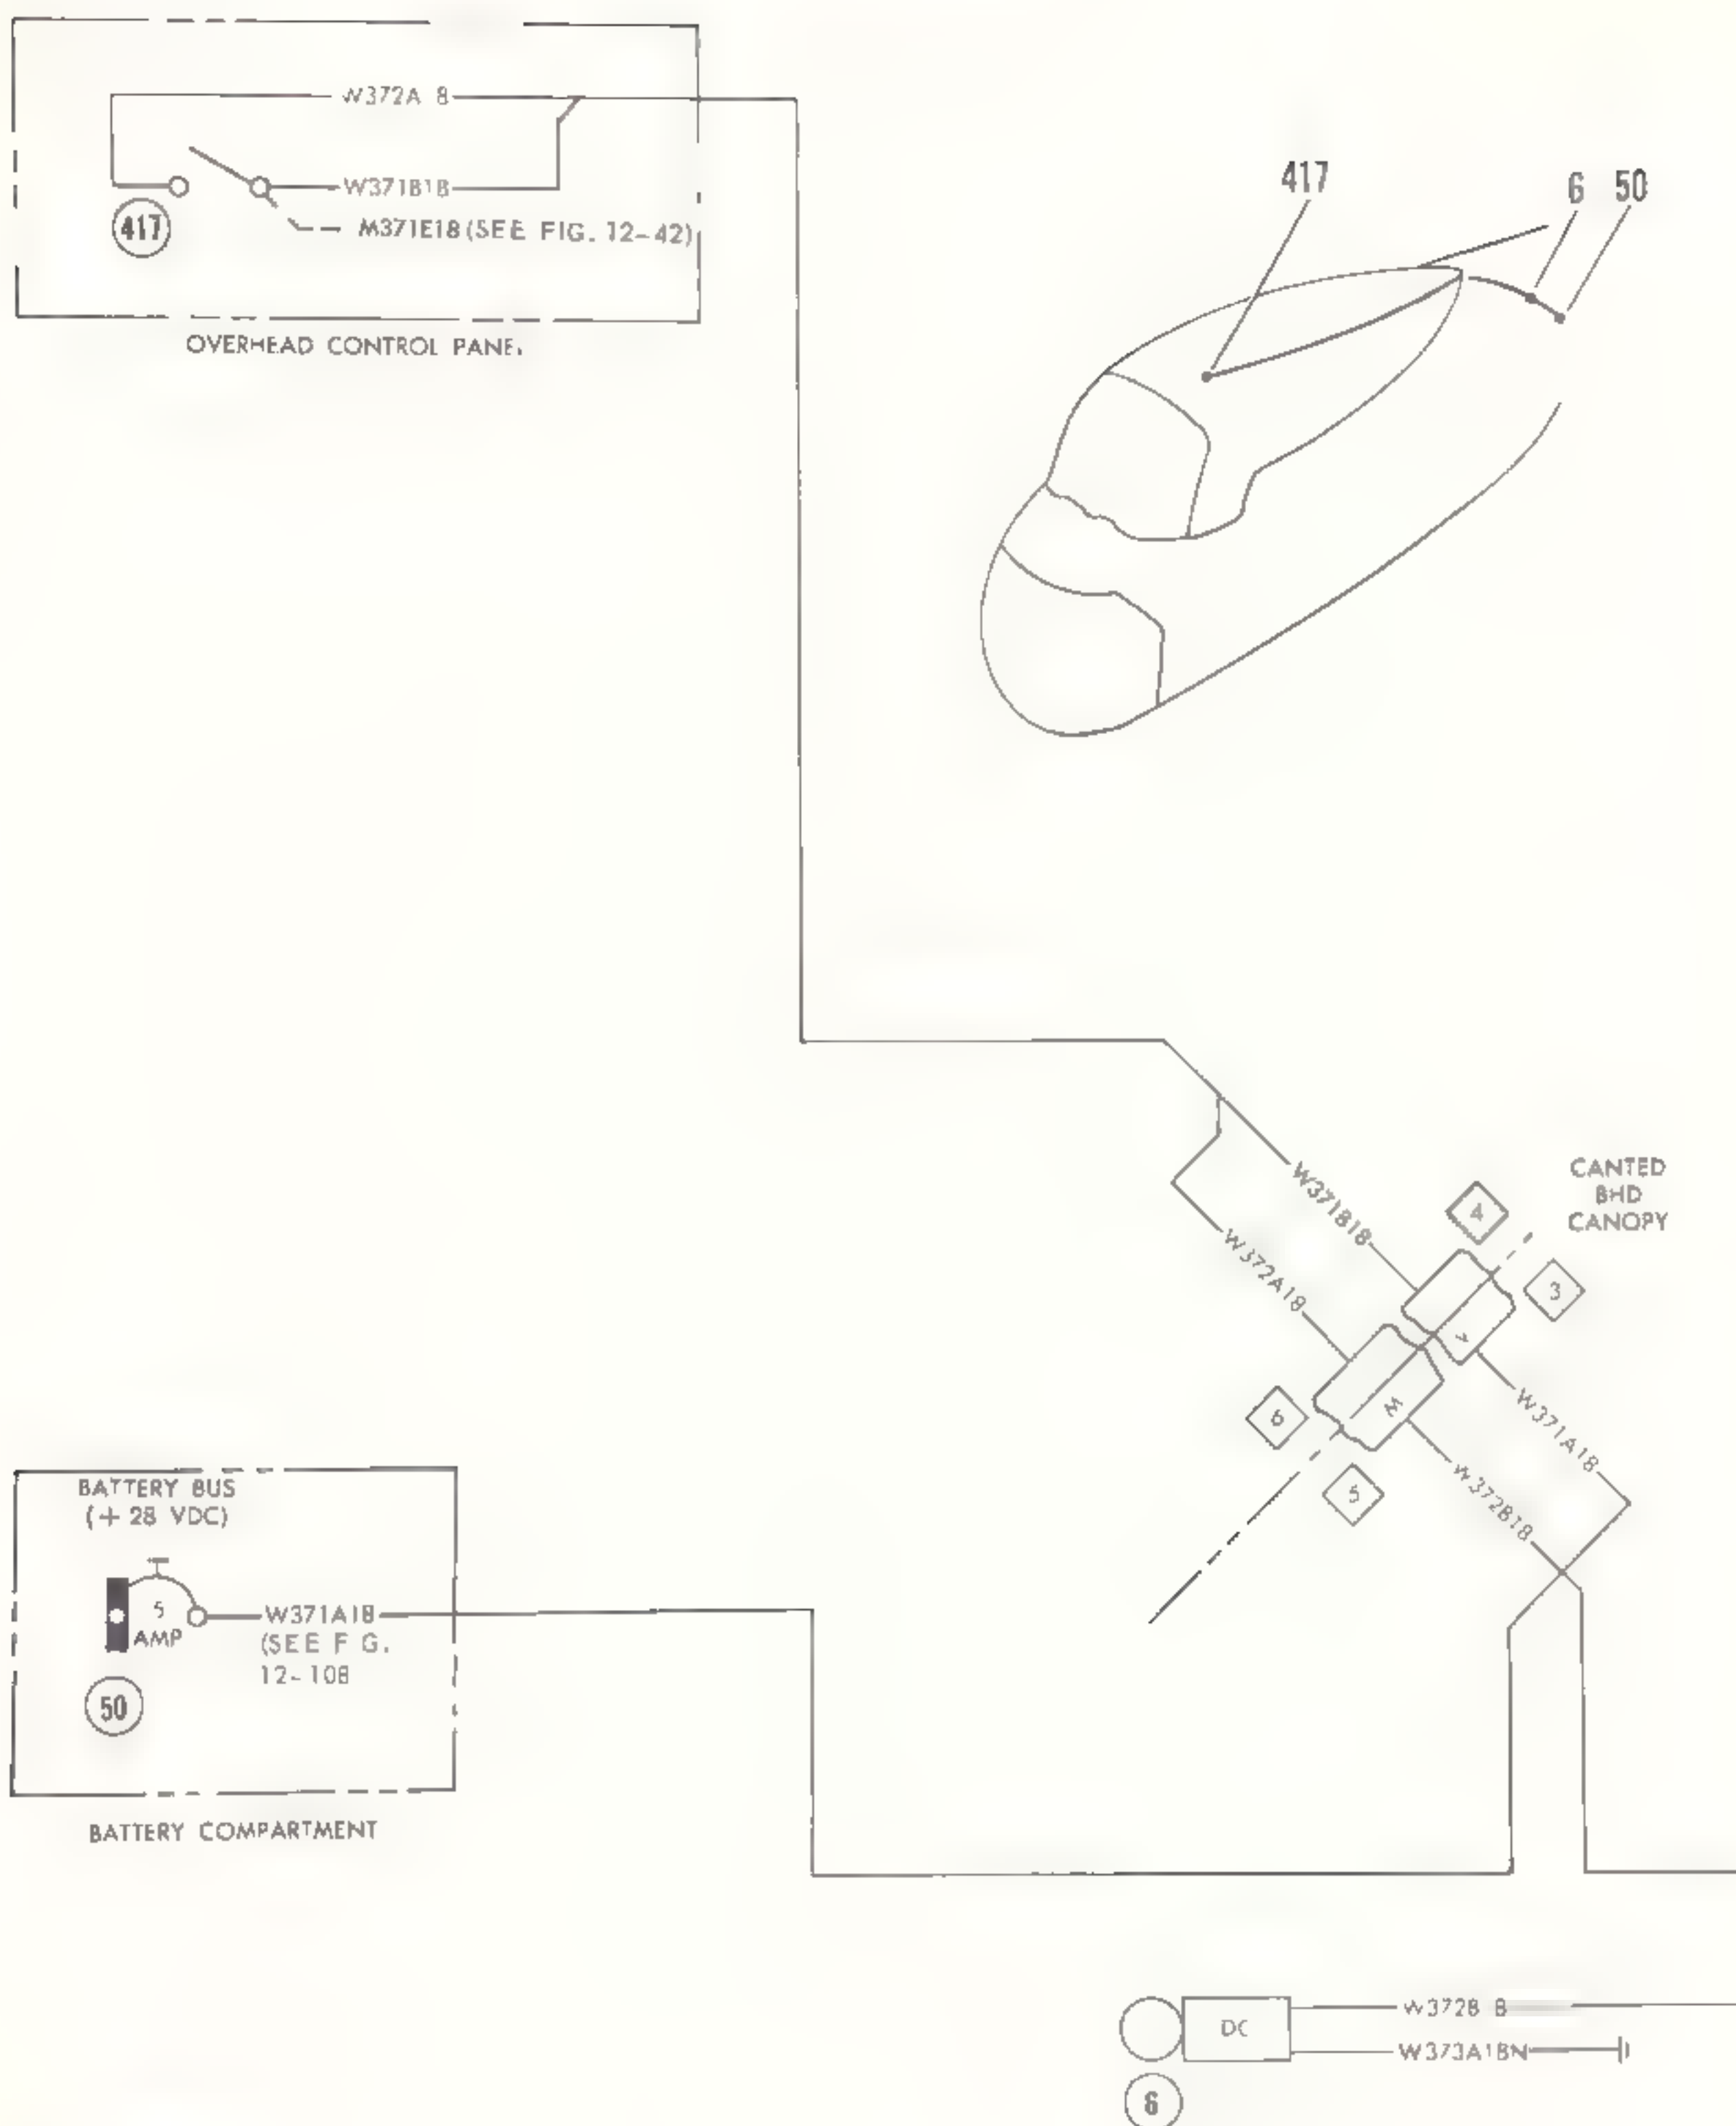 W372A 8
W371B18
417
M371E18 (SEE FIG. 12-42)
OVERHEAD CONTROL PANE
417
6 50
CANTED
BHD
CANOPY
W371B18
4
W372A18
3
6
M
5
W371A18
W372B18
BATTERY BUS
(+ 28 VDC)
5
AMP
W371A18
(SEE F G.
12-108
50
BATTERY COMPARTMENT
DC
W372B 8
W373A18N
6